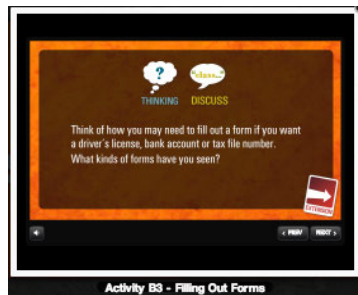 ?
"class..."
THINKING DISCUSS
Think of how you may need to fill out a form if you want
a driver's license, bank account or tax file number.
What kinds of forms have you seen?
EXTENSION
‹ PREV NEXT ›
Activity B3 - Filling Out Forms